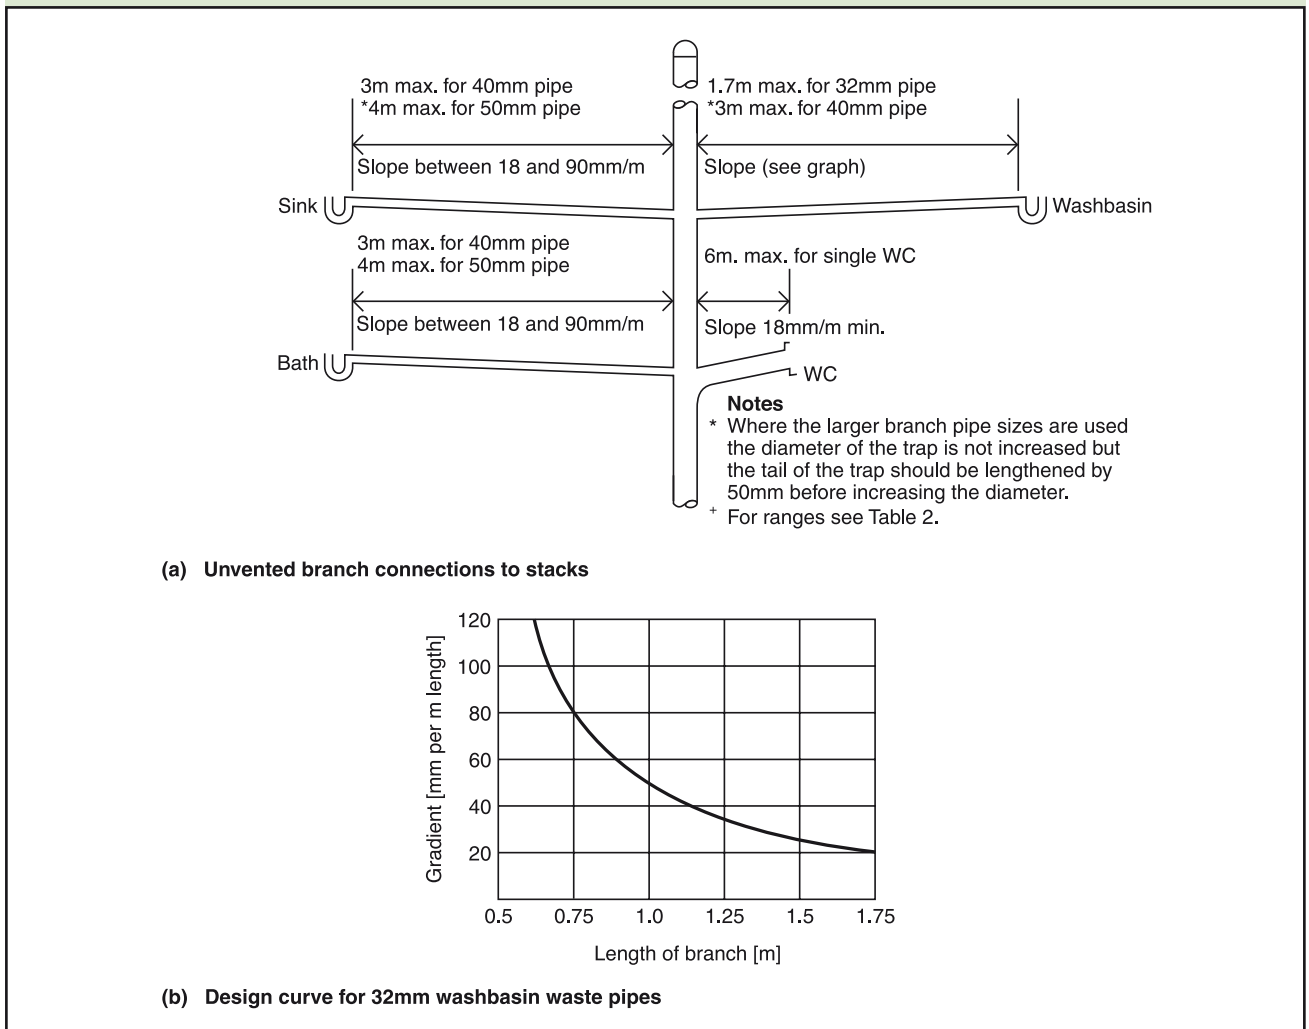 3m max. for 40mm pipe
*4m max. for 50mm pipe
1.7m max. for 32mm pipe
*3m max. for 40mm pipe
Slope between 18 and 90mm/m
Slope (see graph)
Sink
Washbasin
3m max. for 40mm pipe
4m max. for 50mm pipe
6m. max. for single WC
Slope between 18 and 90mm/m
Slope 18mm/m min.
Bath
WC
Notes
* Where the larger branch pipe sizes are used
the diameter of the trap is not increased but
the tail of the trap should be lengthened by
50mm before increasing the diameter.
+ For ranges see Table 2.
(a) Unvented branch connections to stacks
Gradient [mm per m length]
120
100
80
60
40
20
0.5 0.75 1.0 1.25 1.5 1.75
Length of branch [m]
(b) Design curve for 32mm washbasin waste pipes